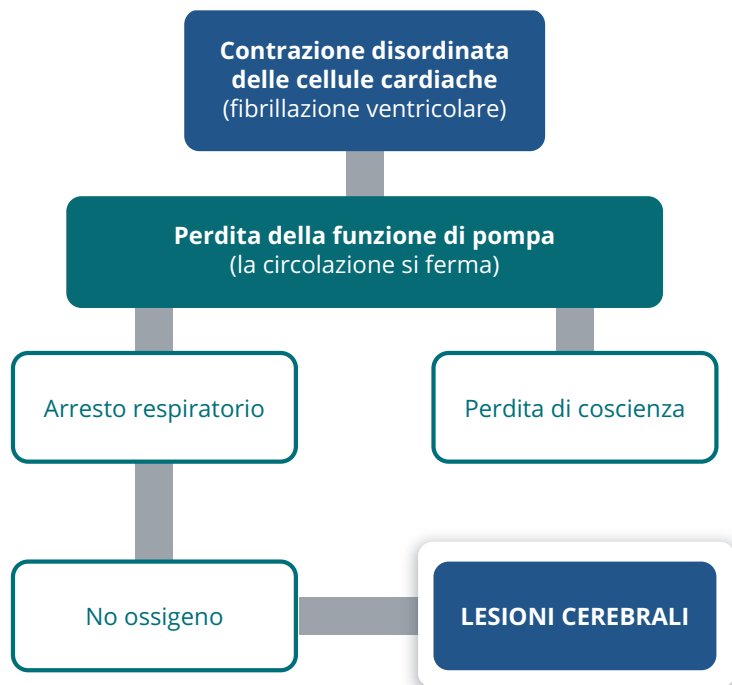 Contrazione disordinata
delle cellule cardiache
(fibrillazione ventricolare)
Perdita della funzione di pompa
(la circolazione si ferma)
Arresto respiratorio
Perdita di coscienza
No ossigeno
LESIONI CEREBRALI